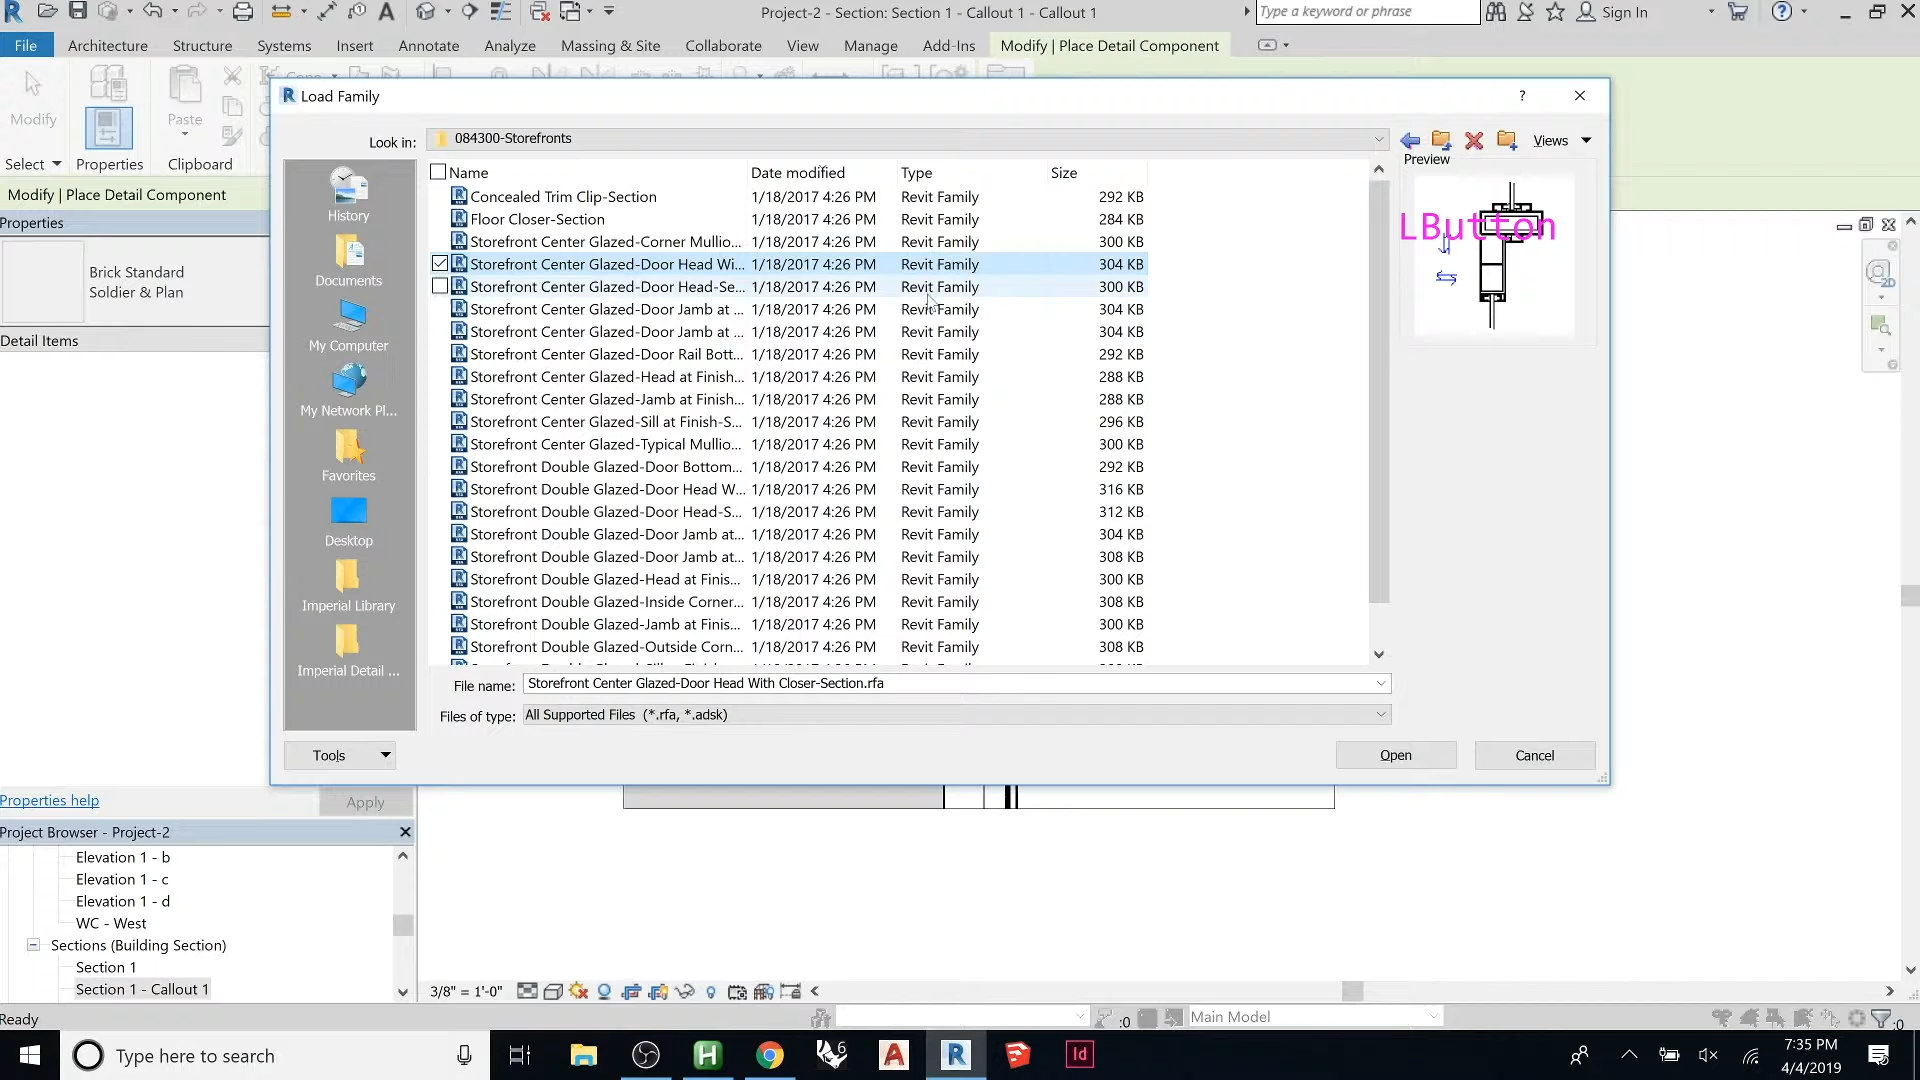 Project-2 - Section: Section 1 - Callout 1 - Callout 1
Type a keyword or phrase
Sign In
File
Architecture
Structure
Systems
Insert
Annotate
Analyze
Massing & Site
Collaborate
View
Manage
Add-Ins
Modify | Place Detail Component
Modify
Paste
Select
Properties
Clipboard
Modify | Place Detail Component
Properties
Brick Standard
Soldier & Plan
Detail Items
Load Family
Look in:
084300-Storefronts
Views
Preview
LButton
History
Documents
My Computer
My Network Pl...
Favorites
Desktop
Imperial Library
Imperial Detail ...
Name Date modified Type Size
Concealed Trim Clip-Section 1/18/2017 4:26 PM Revit Family 292 KB
Floor Closer-Section 1/18/2017 4:26 PM Revit Family 284 KB
Storefront Center Glazed-Corner Mullio... 1/18/2017 4:26 PM Revit Family 300 KB
Storefront Center Glazed-Door Head Wi... 1/18/2017 4:26 PM Revit Family 304 KB
Storefront Center Glazed-Door Head-Se... 1/18/2017 4:26 PM Revit Family 300 KB
Storefront Center Glazed-Door Jamb at ... 1/18/2017 4:26 PM Revit Family 304 KB
Storefront Center Glazed-Door Jamb at ... 1/18/2017 4:26 PM Revit Family 304 KB
Storefront Center Glazed-Door Rail Bott... 1/18/2017 4:26 PM Revit Family 292 KB
Storefront Center Glazed-Head at Finish... 1/18/2017 4:26 PM Revit Family 288 KB
Storefront Center Glazed-Jamb at Finish... 1/18/2017 4:26 PM Revit Family 288 KB
Storefront Center Glazed-Sill at Finish-S... 1/18/2017 4:26 PM Revit Family 296 KB
Storefront Center Glazed-Typical Mullio... 1/18/2017 4:26 PM Revit Family 300 KB
Storefront Double Glazed-Door Bottom... 1/18/2017 4:26 PM Revit Family 292 KB
Storefront Double Glazed-Door Head W... 1/18/2017 4:26 PM Revit Family 316 KB
Storefront Double Glazed-Door Head-S... 1/18/2017 4:26 PM Revit Family 312 KB
Storefront Double Glazed-Door Jamb at... 1/18/2017 4:26 PM Revit Family 304 KB
Storefront Double Glazed-Door Jamb at... 1/18/2017 4:26 PM Revit Family 308 KB
Storefront Double Glazed-Head at Finis... 1/18/2017 4:26 PM Revit Family 300 KB
Storefront Double Glazed-Inside Corner... 1/18/2017 4:26 PM Revit Family 308 KB
Storefront Double Glazed-Jamb at Finis... 1/18/2017 4:26 PM Revit Family 300 KB
Storefront Double Glazed-Outside Corn... 1/18/2017 4:26 PM Revit Family 308 KB
File name: Storefront Center Glazed-Door Head With Closer-Section.rfa
Files of type: All Supported Files (*.rfa, *.adsk)
Tools
Open
Cancel
Properties help
Apply
Project Browser - Project-2
Elevation 1 - b
Elevation 1 - c
Elevation 1 - d
WC - West
Sections (Building Section)
Section 1
Section 1 - Callout 1
3/8" = 1'-0"
Ready
:0
Main Model
:0
Type here to search
7:35 PM
4/4/2019